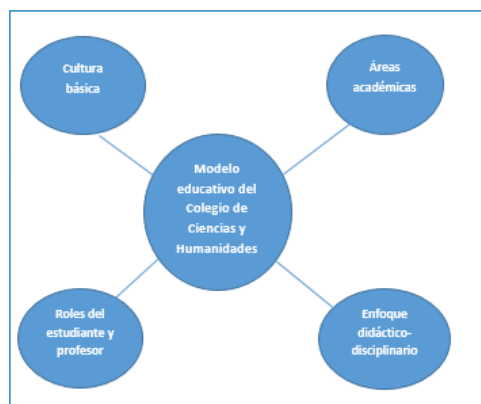 Cultura
básica
Áreas
académicas
Modelo
educativo del
Colegio de
Ciencias y
Humanidades
Roles del
estudiante y
profesor
Enfoque
didáctico-
disciplinario